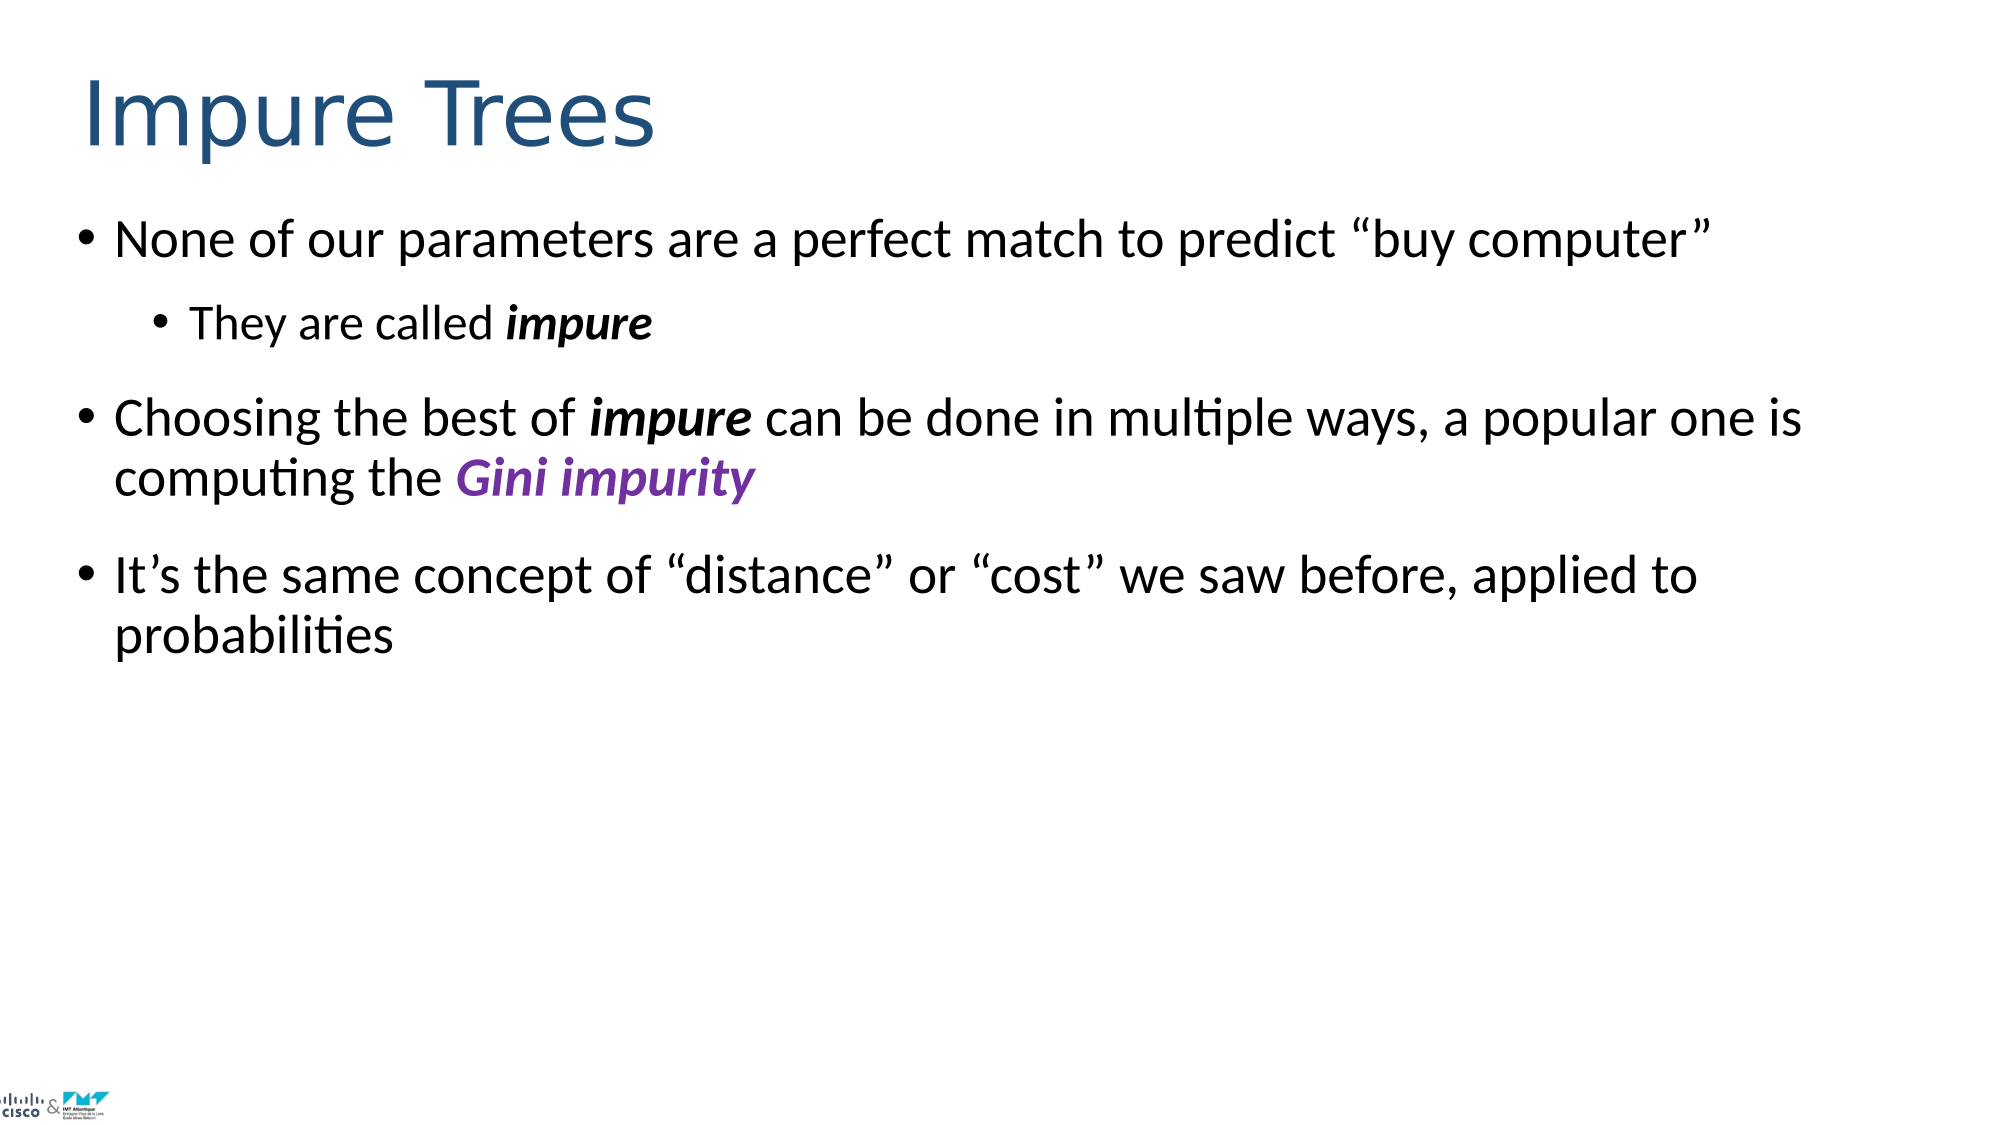 Impure Trees
• None of our parameters are a perfect match to predict “buy computer”
• They are called impure
• Choosing the best of impure can be done in multiple ways, a popular one is
computing the Gini impurity
• It’s the same concept of “distance” or “cost” we saw before, applied to
probabilities
cisco & IMT Atlantique